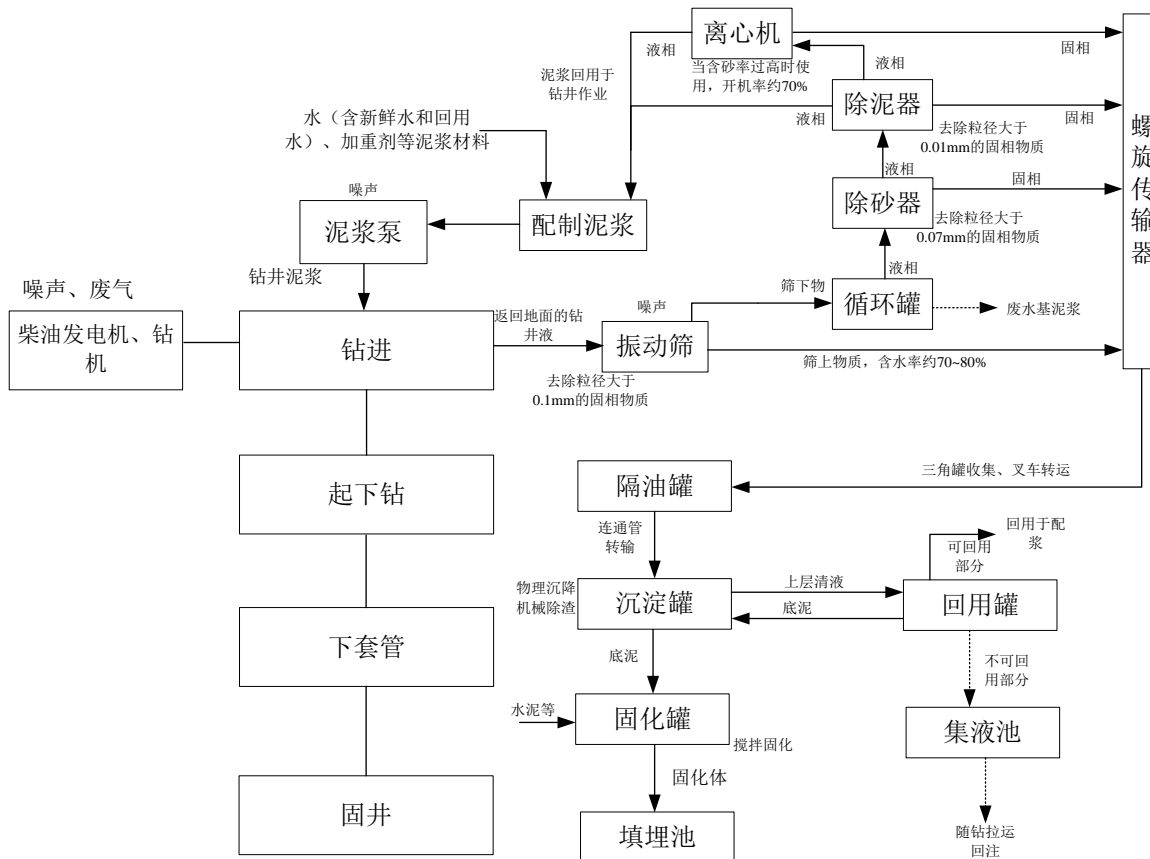 离心机
液相
固相
当含砂率过高时使
用，开机率约70%
液相
泥浆回用于
钻井作业
除泥器
液相
固相
水（含新鲜水和回用
水）、加重剂等泥浆材料
去除粒径大于
0.01mm的固相物质
螺旋传输器
液相
固相
噪声
除砂器
泥浆泵
配制泥浆
去除粒径大于
0.07mm的固相物质
钻井泥浆
液相
筛下物
噪声、废气
循环罐
废水基泥浆
柴油发电机、钻
机
钻进
返回地面的钻
井液
噪声
振动筛
筛上物质，含水率约70~80%
去除粒径大于
0.1mm的固相物质
起下钻
隔油罐
三角罐收集、叉车转运
连通管
转输
回用于配
浆
可回用
部分
物理沉降
机械除渣
沉淀罐
上层清液
底泥
回用罐
下套管
底泥
不可回
用部分
水泥等
固化罐
搅拌固化
集液池
固化体
固井
填埋池
随钻拉运
回注